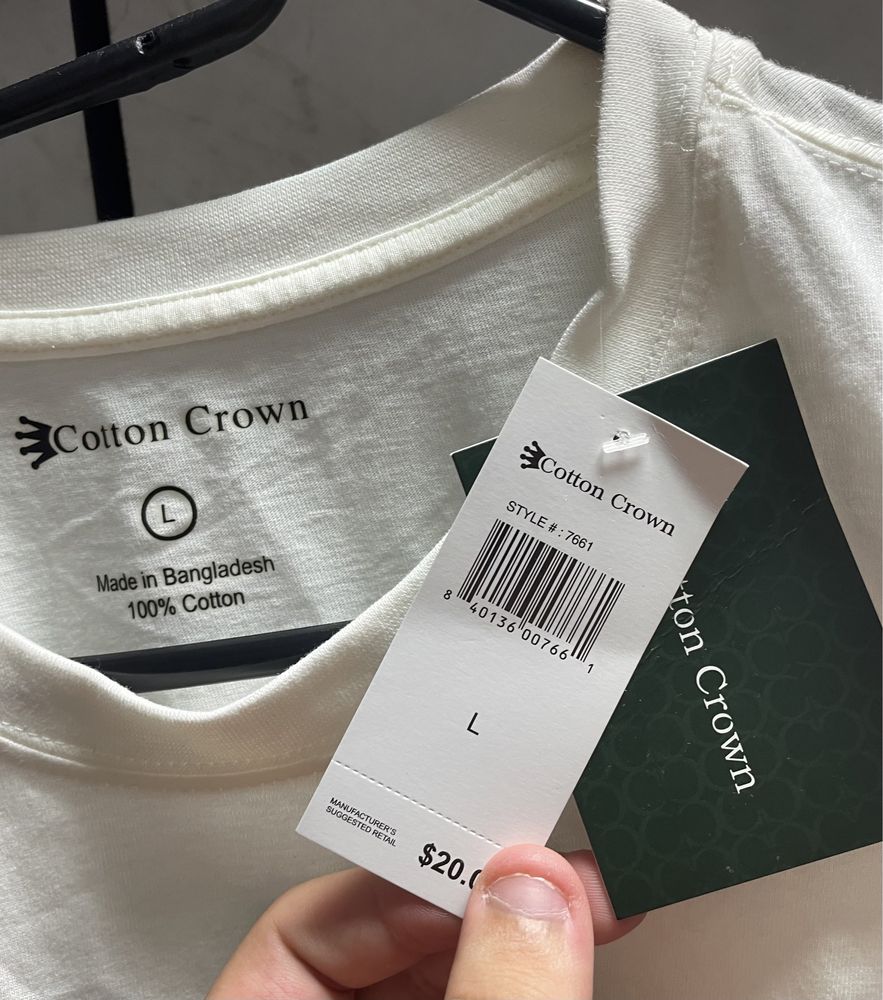 Cotton Crown
L
Made in Bangladesh
100% Cotton
Cotton Crown
STYLE # : 7661
8 40136 00766 1
L
MANUFACTURER'S
SUGGESTED RETAIL
$20.
Crown